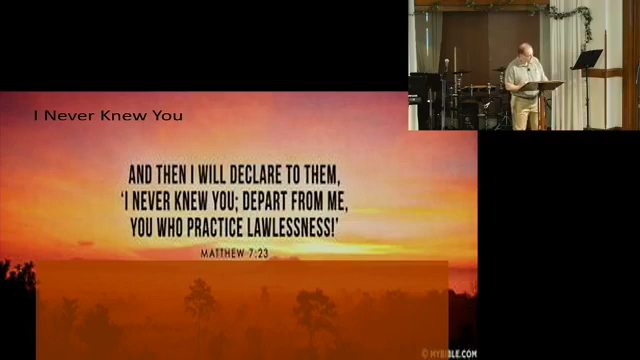 I Never Knew You
AND THEN I WILL DECLARE TO THEM,
'I NEVER KNEW YOU; DEPART FROM ME,
YOU WHO PRACTICE LAWLESSNESS!'
MATTHEW 7:23
© MYBIBLE.COM